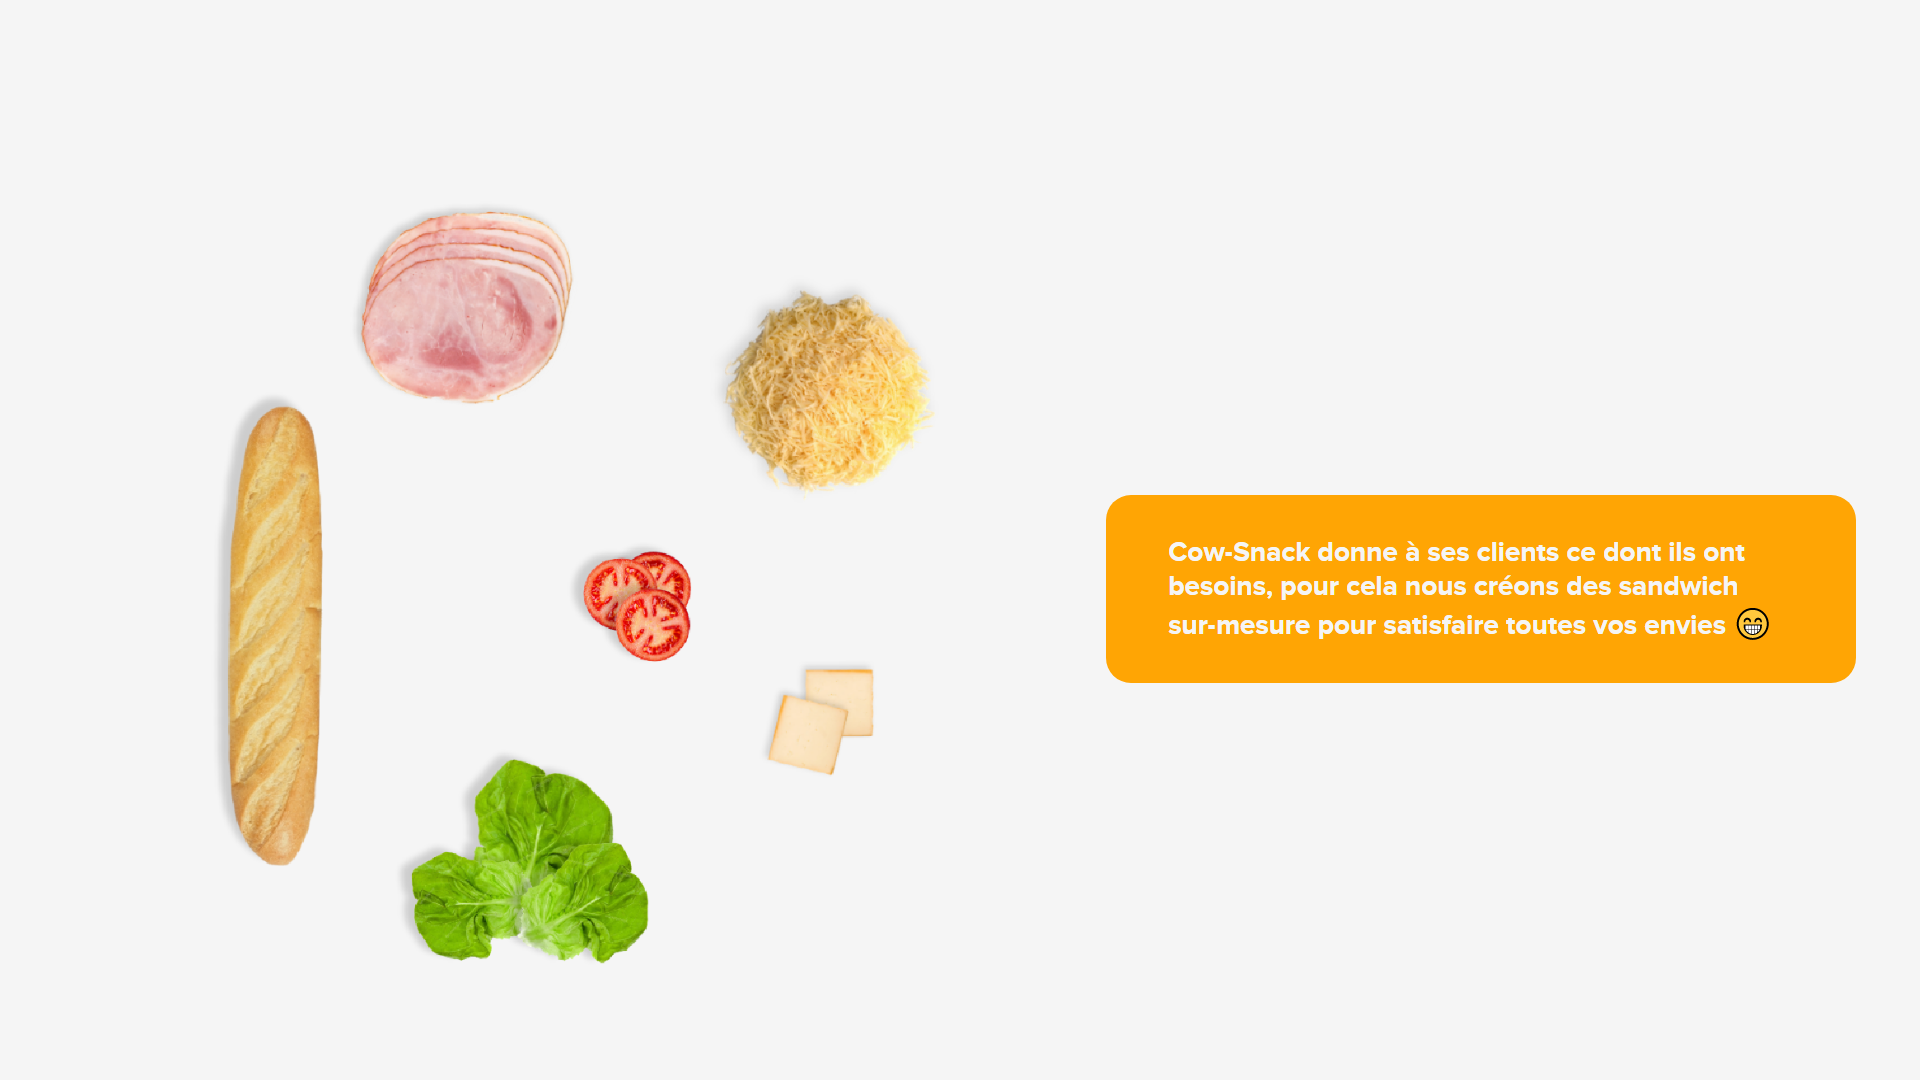 Cow-Snack donne à ses clients ce dont ils ont
besoins, pour cela nous créons des sandwich
sur-mesure pour satisfaire toutes vos envies 😁